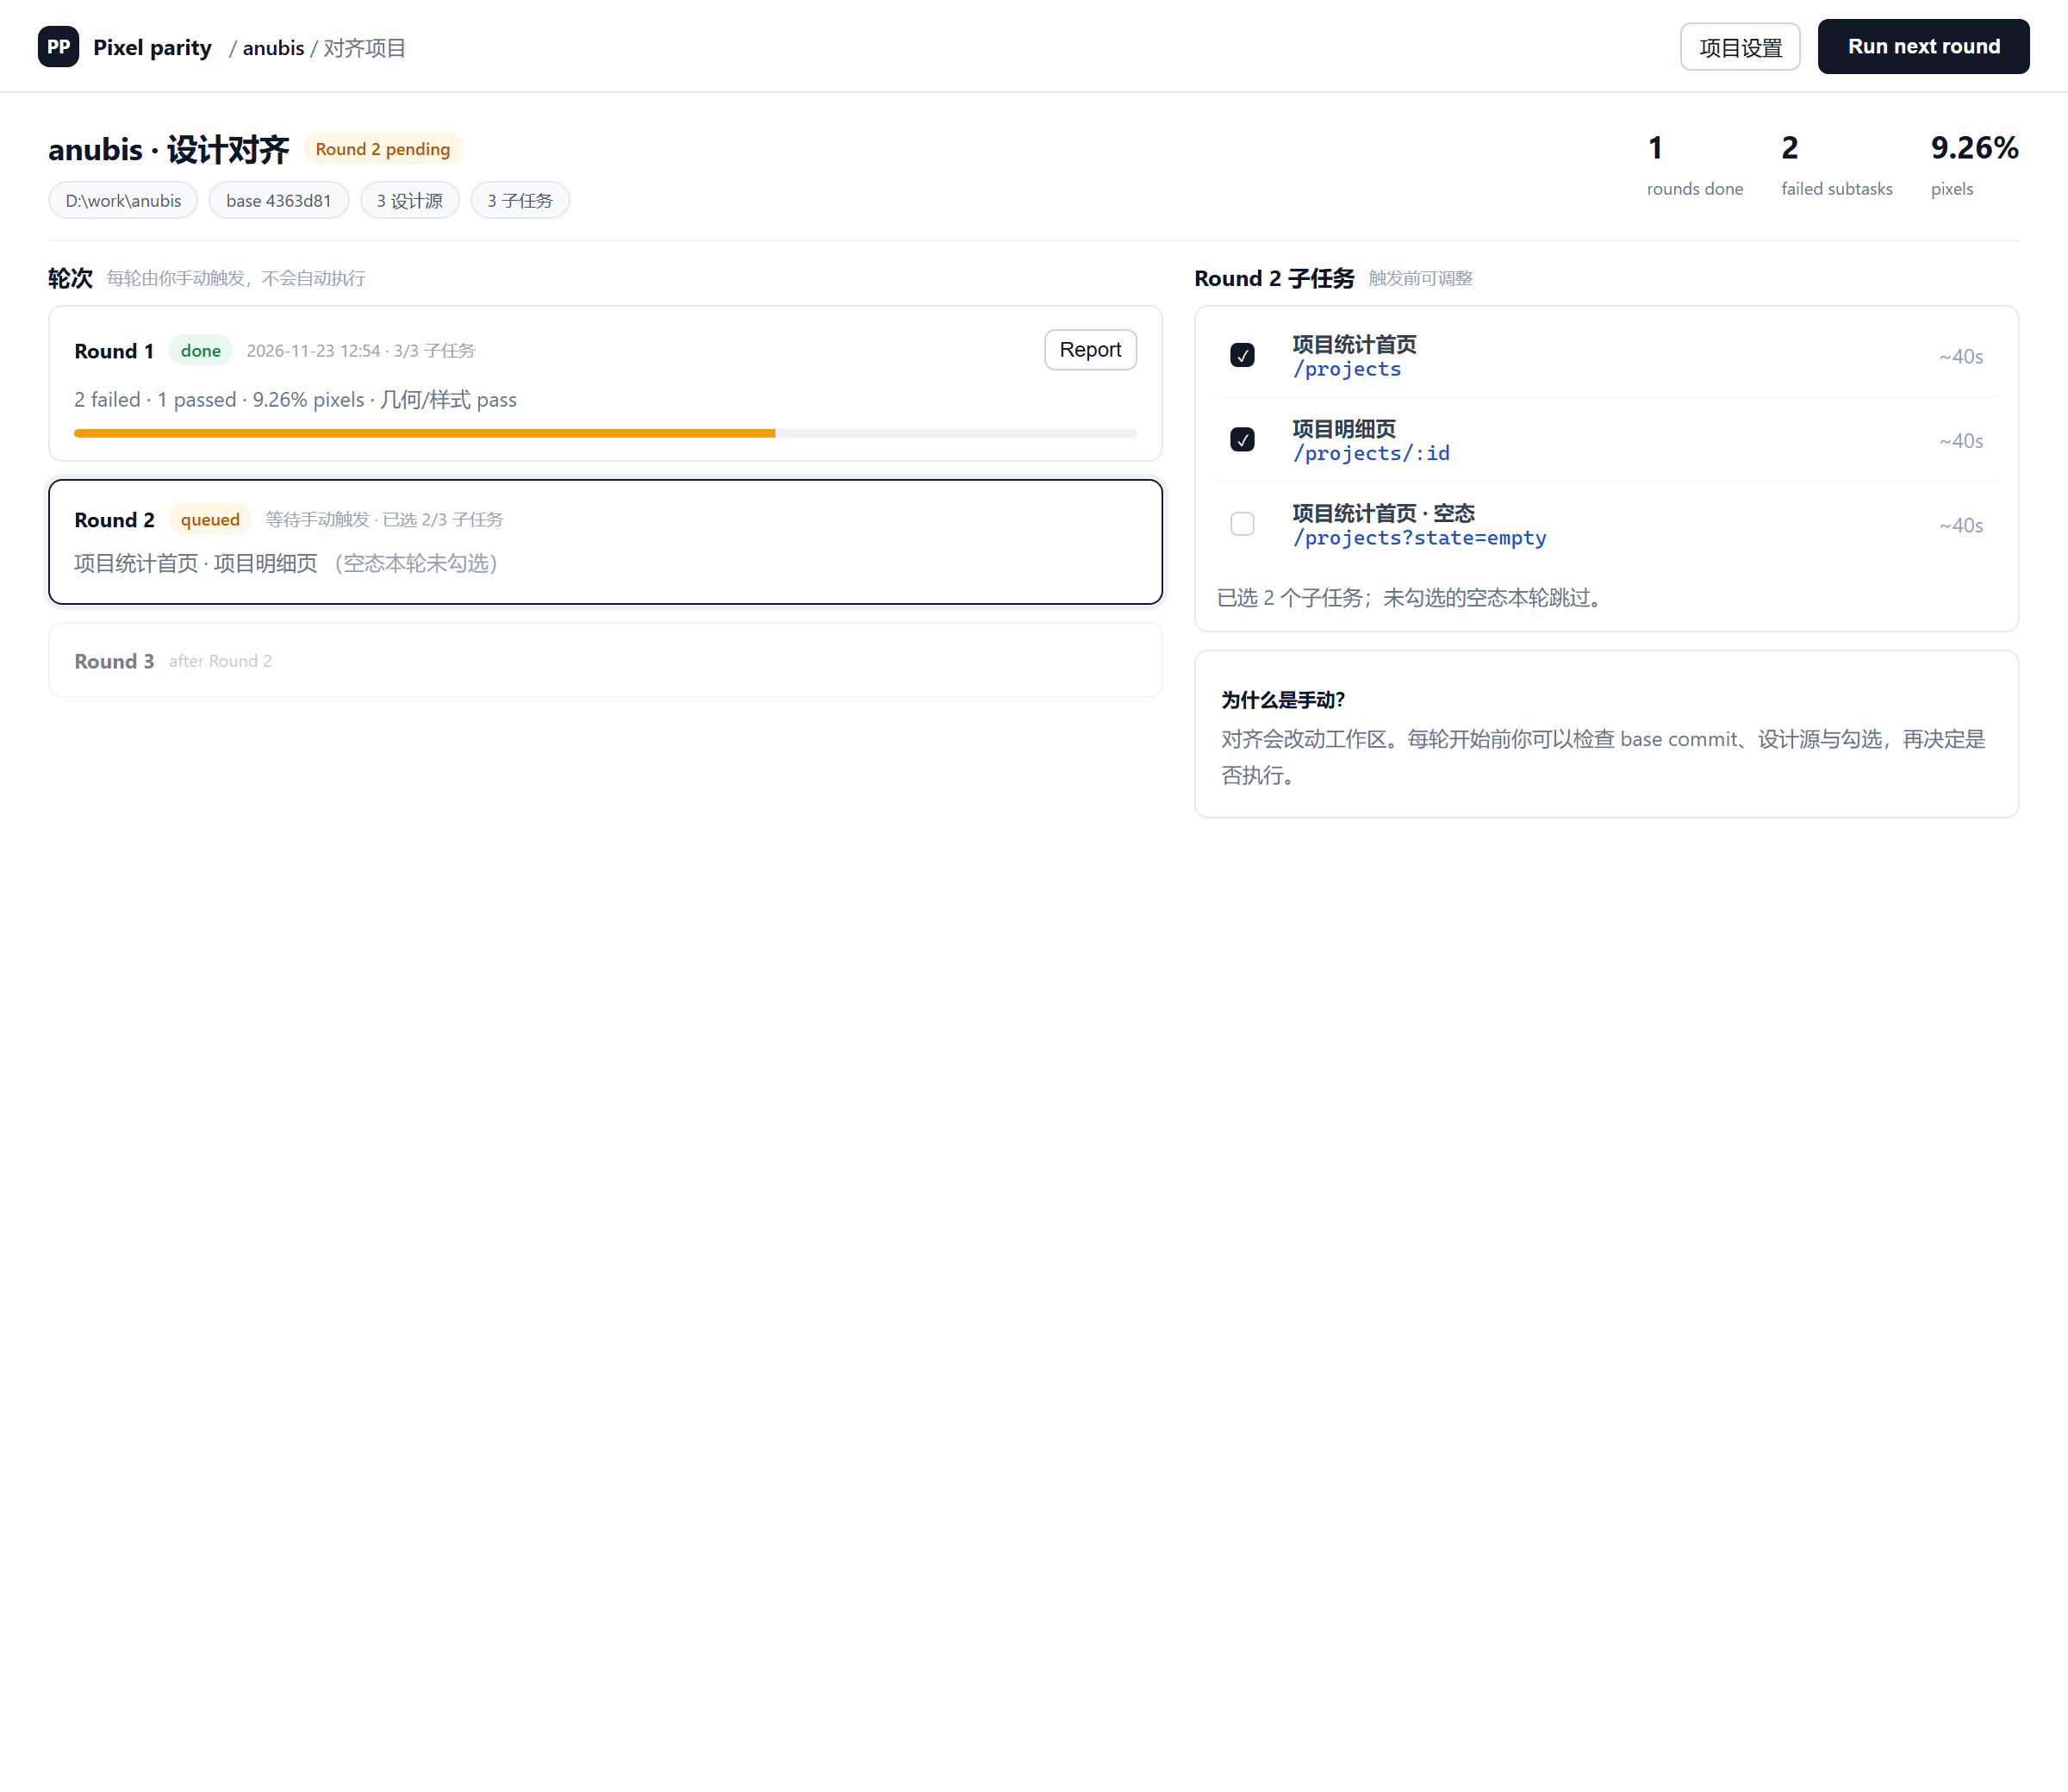 PP Pixel parity / anubis / 对齐项目
项目设置
Run next round
anubis · 设计对齐 Round 2 pending
D:\work\anubis base 4363d81 3 设计源 3 子任务
1 2 9.26%
rounds done failed subtasks pixels
轮次 每轮由你手动触发，不会自动执行
Round 1 done 2026-11-23 12:54 · 3/3 子任务
Report
2 failed · 1 passed · 9.26% pixels · 几何/样式 pass
Round 2 queued 等待手动触发 · 已选 2/3 子任务
项目统计首页 · 项目明细页 （空态本轮未勾选）
Round 3 after Round 2
Round 2 子任务 触发前可调整
项目统计首页
/projects
~40s
项目明细页
/projects/:id
~40s
项目统计首页 · 空态
/projects?state=empty
~40s
已选 2 个子任务；未勾选的空态本轮跳过。
为什么是手动？
对齐会改动工作区。每轮开始前你可以检查 base commit、设计源与勾选，再决定是
否执行。